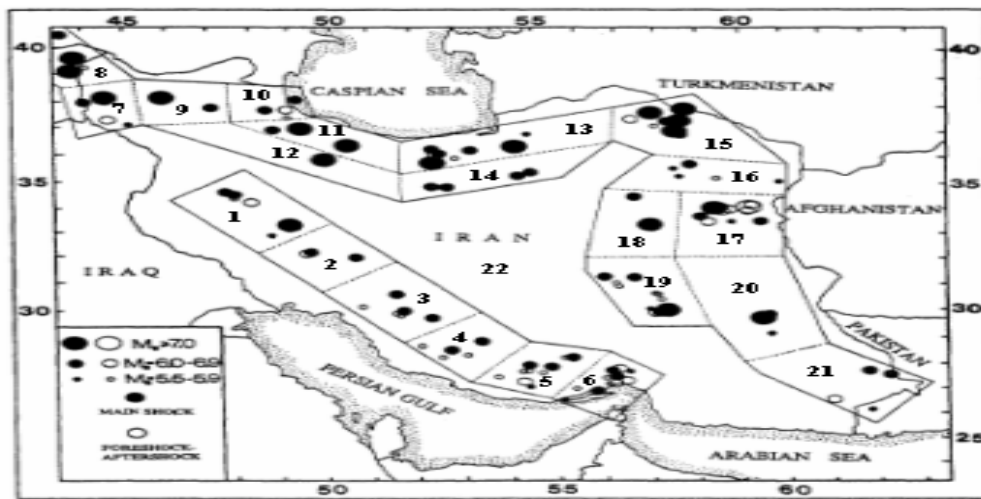 45 50 55 60
40 40
8
CASPIAN SEA
TURKMENISTAN
10
7 9
11
13
12
15
14
16
35 35
AFGHANISTAN
1
17
IRAN
18
2
22
IRAQ
19
20
3
30 30
4
PAKISTAN
PERSIAN GULF
5 6
21
MAIN SHOCK
FORESHOCK-
AFTERSHOCK
25
ARABIAN SEA
50 55 60